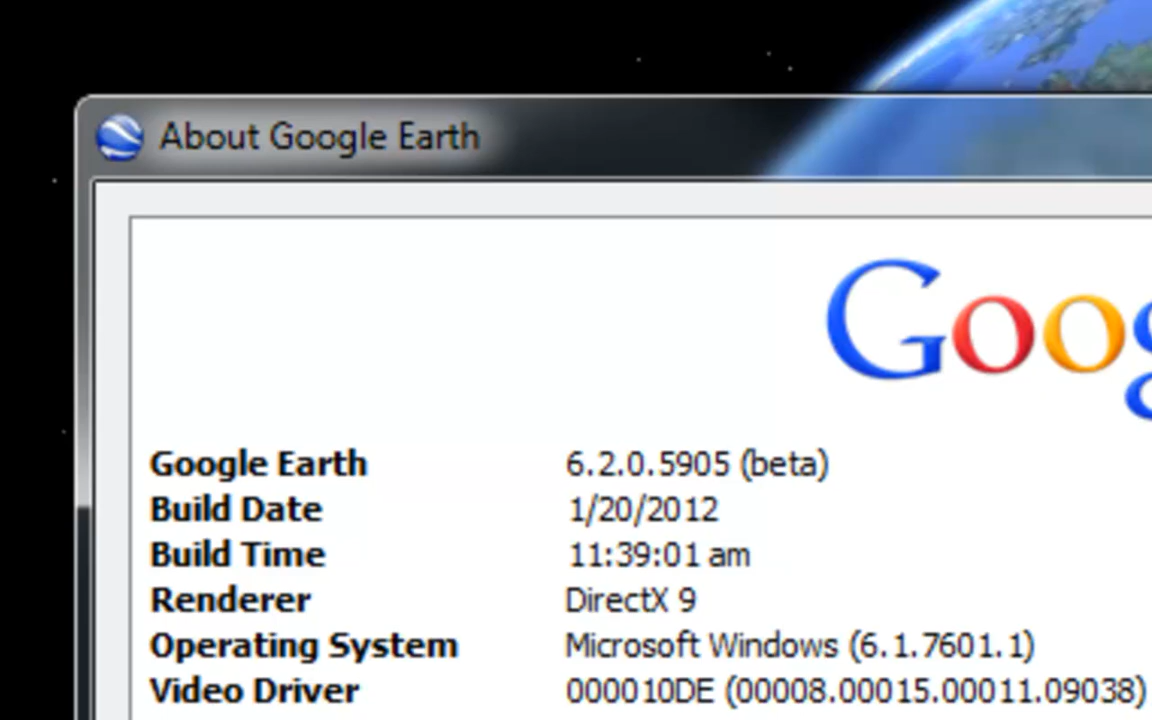 About Google Earth
Goog
Google Earth 6.2.0.5905 (beta)
Build Date 1/20/2012
Build Time 11:39:01 am
Renderer DirectX 9
Operating System Microsoft Windows (6.1.7601.1)
Video Driver 000010DE (00008.00015.00011.09038)